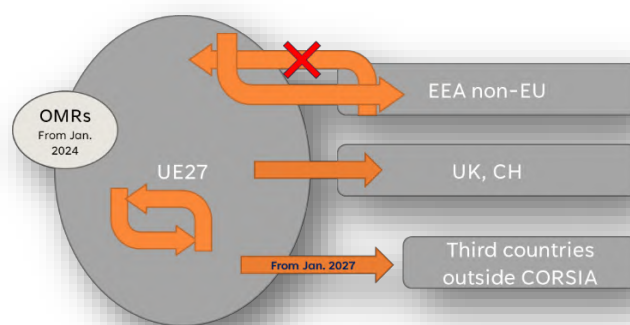 EEA non-EU
OMRs
From Jan.
2024
UE27
UK, CH
From Jan. 2027
Third countries
outside CORSIA